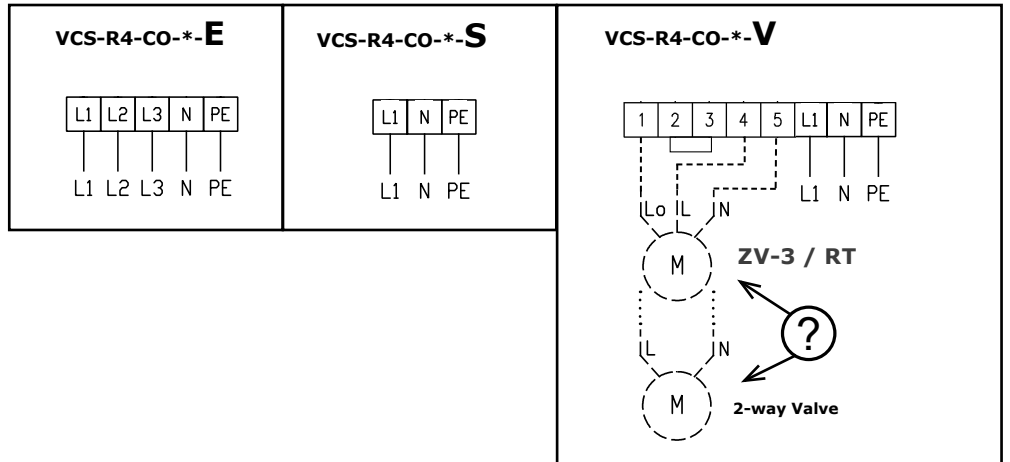 VCS-R4-CO-*-E
L1 L2 L3 N PE
L1 L2 L3 N PE
VCS-R4-CO-*-S
L1 N PE
L1 N PE
VCS-R4-CO-*-V
1 2 3 4 5 L1 N PE
L1 N PE
Lo L N
M
ZV-3 / RT
?
L N
M
2-way Valve